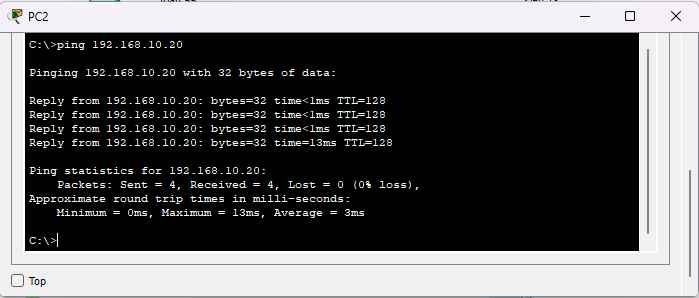 PC2
C:\>ping 192.168.10.20
Pinging 192.168.10.20 with 32 bytes of data:
Reply from 192.168.10.20: bytes=32 time<1ms TTL=128
Reply from 192.168.10.20: bytes=32 time<1ms TTL=128
Reply from 192.168.10.20: bytes=32 time<1ms TTL=128
Reply from 192.168.10.20: bytes=32 time=13ms TTL=128
Ping statistics for 192.168.10.20:
Packets: Sent = 4, Received = 4, Lost = 0 (0% loss),
Approximate round trip times in milli-seconds:
Minimum = 0ms, Maximum = 13ms, Average = 3ms
C:\>
Top